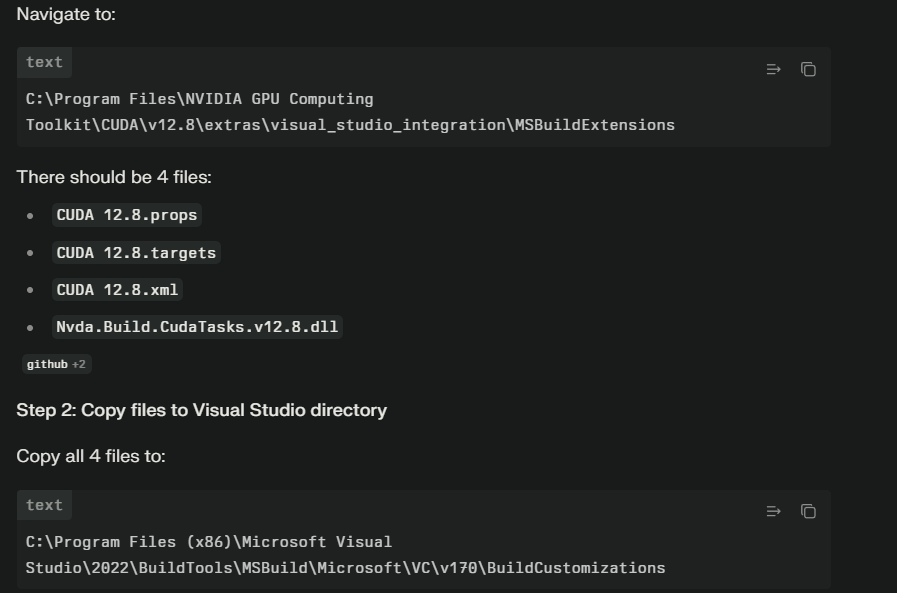 Navigate to:
text
C:\Program Files\NVIDIA GPU Computing
Toolkit\CUDA\v12.8\extras\visual_studio_integration\MSBuildExtensions
There should be 4 files:
CUDA 12.8.props
CUDA 12.8.targets
CUDA 12.8.xml
Nvda.Build.CudaTasks.v12.8.dll
github +2
Step 2: Copy files to Visual Studio directory
Copy all 4 files to:
text
C:\Program Files (x86)\Microsoft Visual
Studio\2022\BuildTools\MSBuild\Microsoft\VC\v170\BuildCustomizations